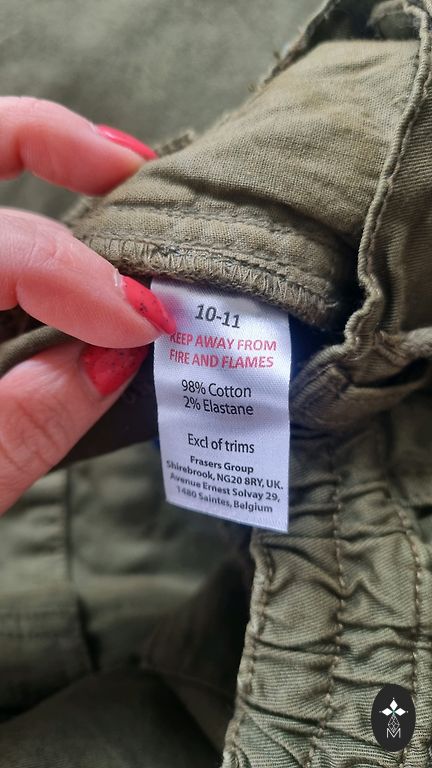 10-11
KEEP AWAY FROM
FIRE AND FLAMES
98% Cotton
2% Elastane
Excl of trims
Frasers Group
Shirebrook, NG20 8RY, UK.
Avenue Ernest Solvay 29,
1480 Saintes, Belgium